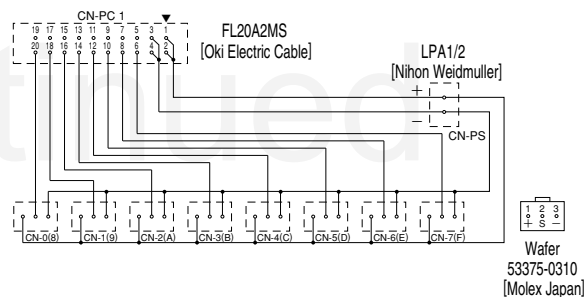 CN-PC 1
19 17 15 13 11 9 7 5 3 1
20 18 16 14 12 10 8 6 4 2
FL20A2MS
[Oki Electric Cable]
LPA1/2
[Nihon Weidmuller]
+
−
CN-PS
tinued
CN-0(8) CN-1(9) CN-2(A) CN-3(B) CN-4(C) CN-5(D) CN-6(E) CN-7(F)
1 2 3
+ S −
Wafer
53375-0310
[Molex Japan]